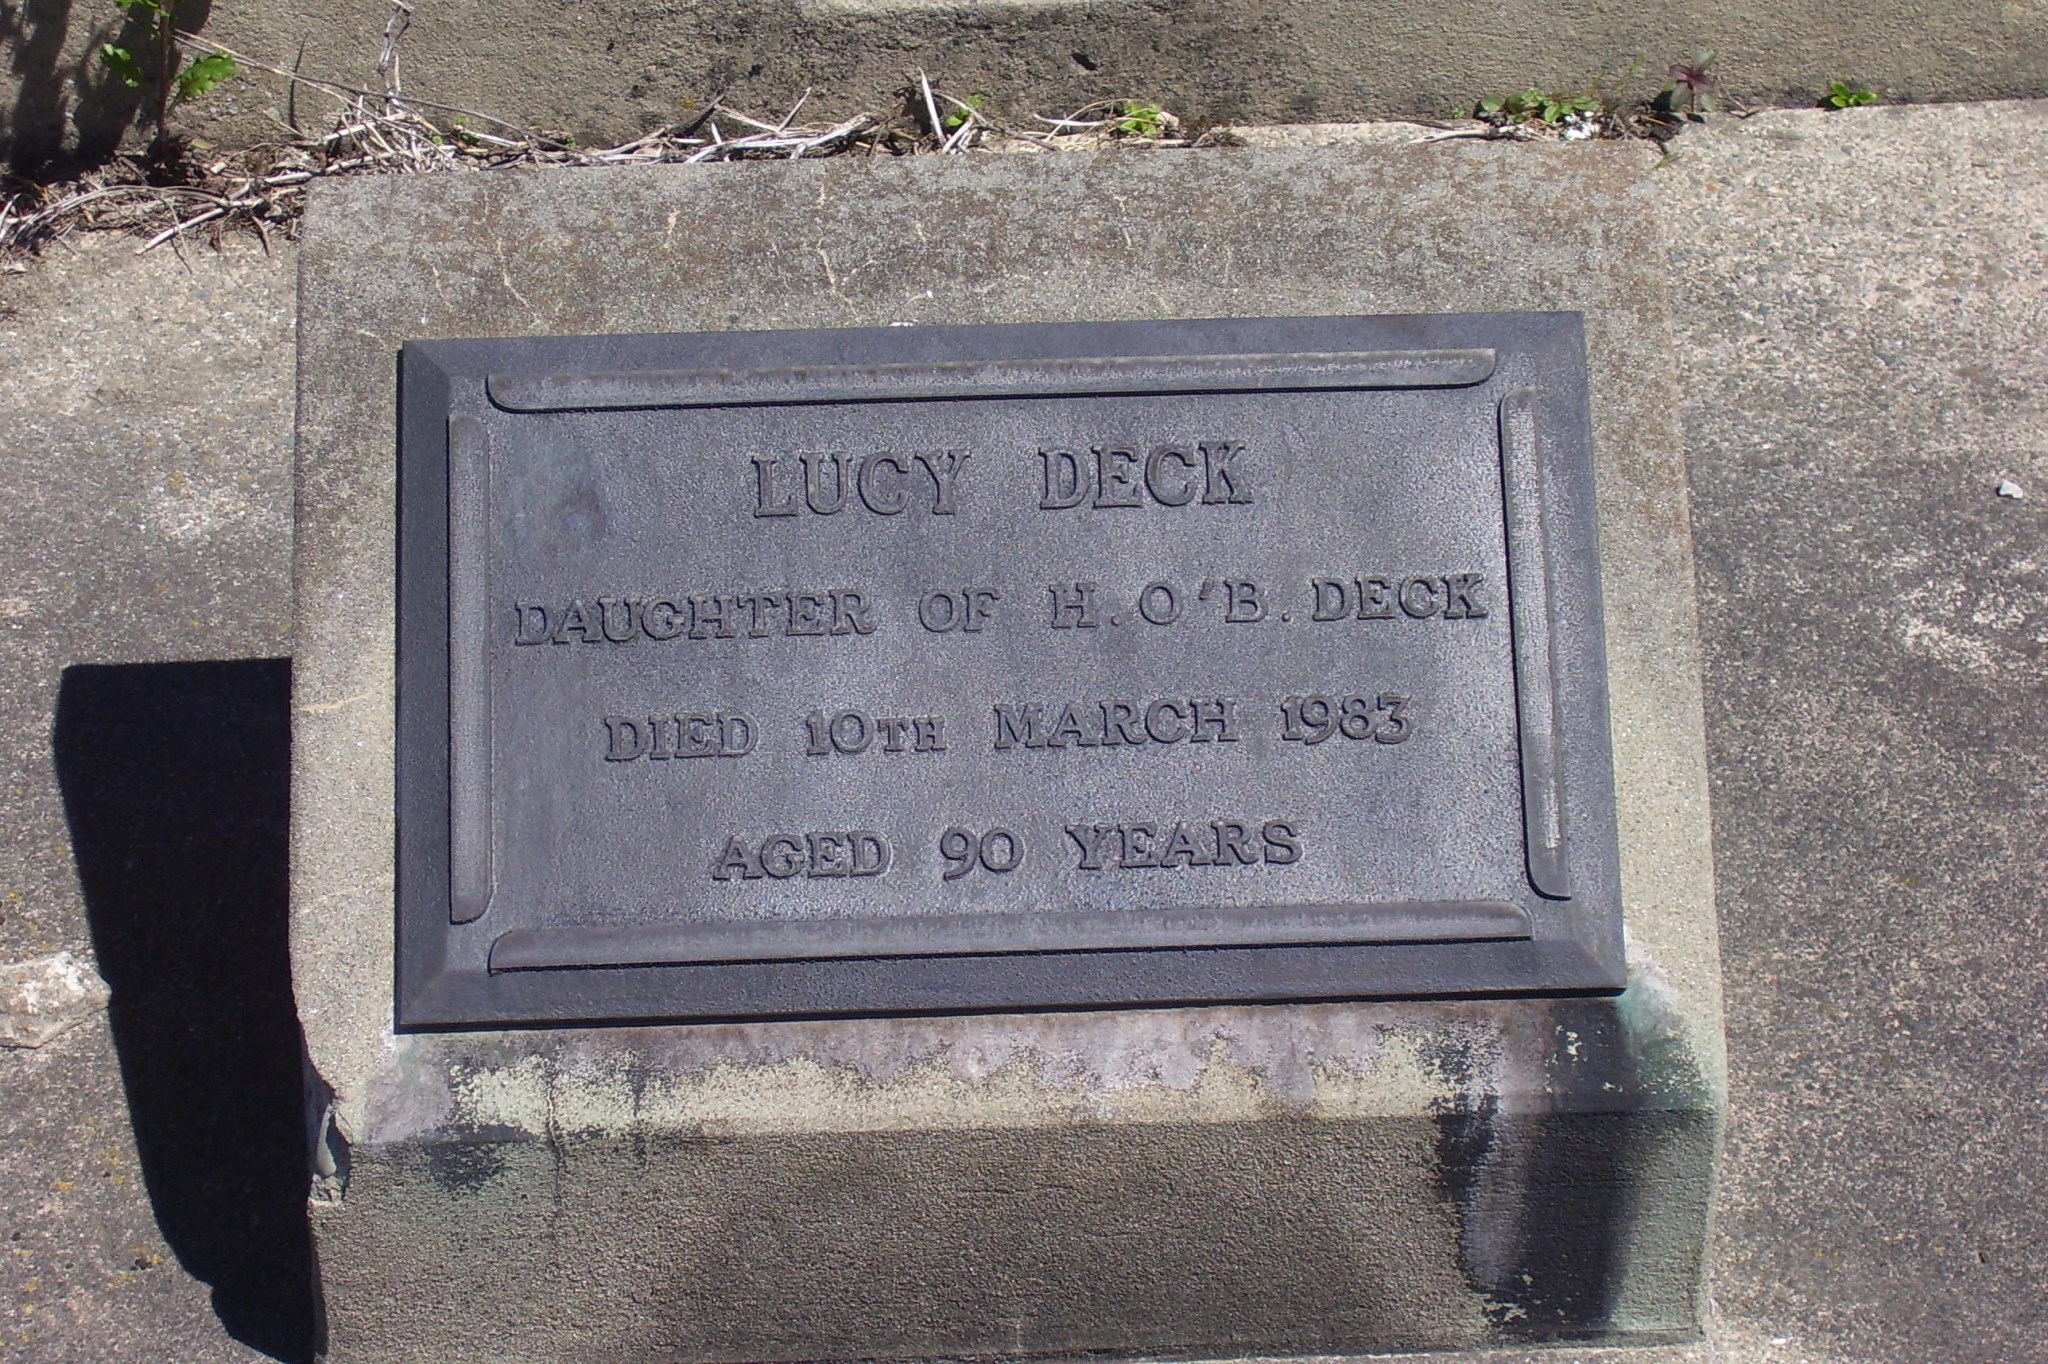 LUCY DECK
DAUGHTER OF H. O'B. DECK
DIED 10TH MARCH 1983
AGED 90 YEARS